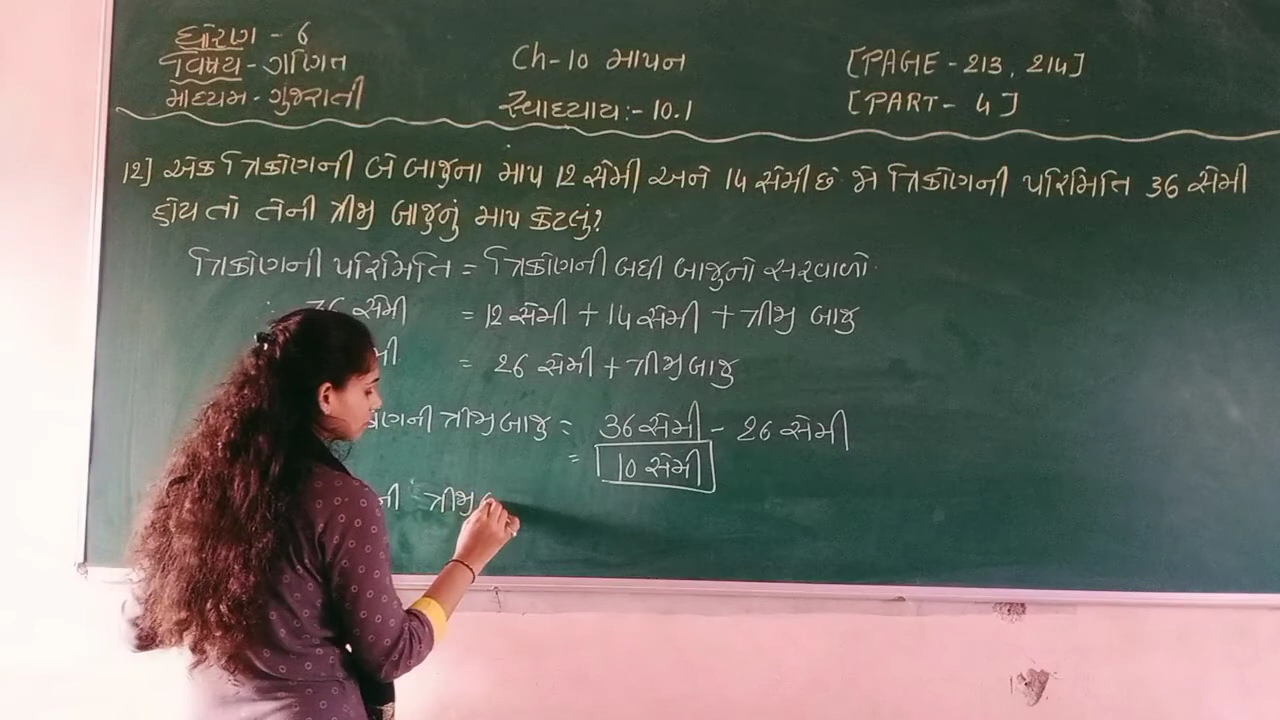 ધોરણ - 6
વિષય - ગણિત
માધ્યમ - ગુજરાતી
Ch-10 માપન
સ્વાધ્યાય:- 10.1
[PAGE - 213, 214]
[PART - 4]
12] એક ત્રિકોણની બે બાજુના માપ 12 સેમી અને 14 સેમી છે જો ત્રિકોણની પરિમિતિ 36 સેમી
હોય તો તેની ત્રીજી બાજુનું માપ કેટલું?
ત્રિકોણની પરિમિતિ = ત્રિકોણની બધી બાજુનો સરવાળો
36 સેમી = 12 સેમી + 14 સેમી + ત્રીજી બાજુ
= 26 સેમી + ત્રીજી બાજુ
ત્રીજી બાજુ = 36 સેમી - 26 સેમી
= 10 સેમી
ત્રીજી